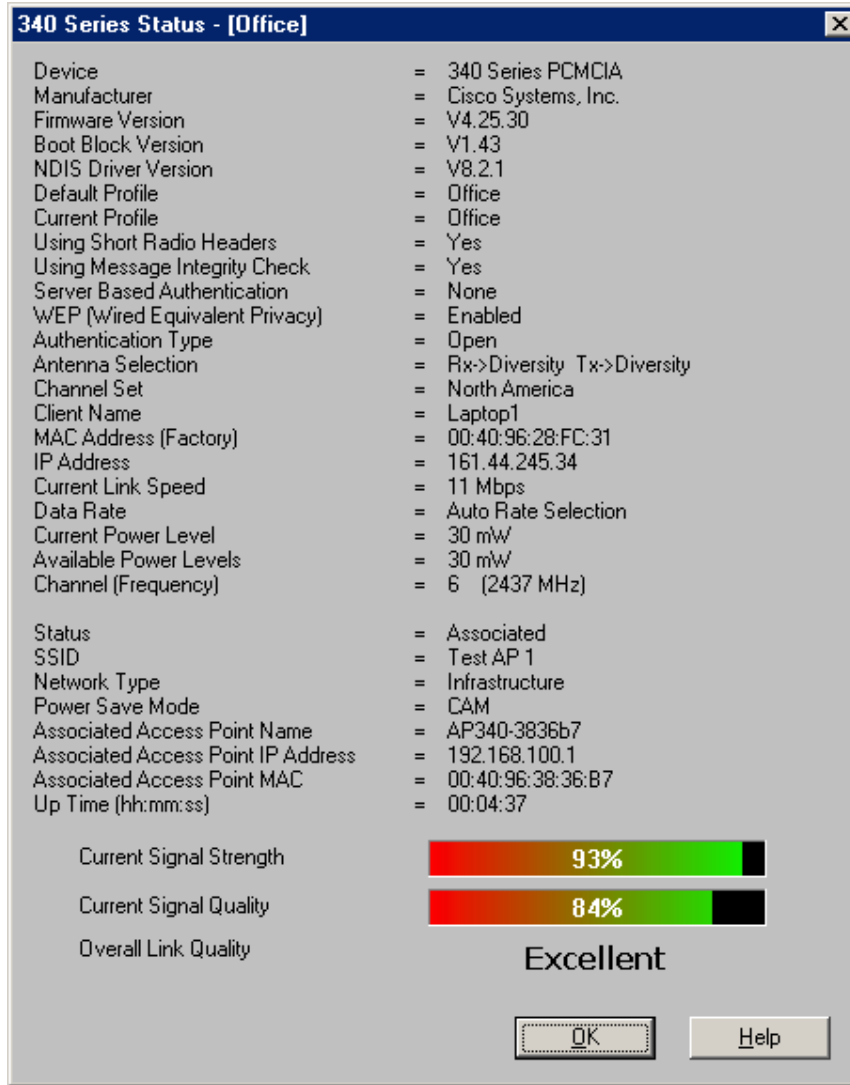 340 Series Status - [Office]
Device = 340 Series PCMCIA
Manufacturer = Cisco Systems, Inc.
Firmware Version = V4.25.30
Boot Block Version = V1.43
NDIS Driver Version = V8.2.1
Default Profile = Office
Current Profile = Office
Using Short Radio Headers = Yes
Using Message Integrity Check = Yes
Server Based Authentication = None
WEP (Wired Equivalent Privacy) = Enabled
Authentication Type = Open
Antenna Selection = Rx->Diversity Tx->Diversity
Channel Set = North America
Client Name = Laptop1
MAC Address (Factory) = 00:40:96:28:FC:31
IP Address = 161.44.245.34
Current Link Speed = 11 Mbps
Data Rate = Auto Rate Selection
Current Power Level = 30 mW
Available Power Levels = 30 mW
Channel (Frequency) = 6 (2437 MHz)
Status = Associated
SSID = Test AP 1
Network Type = Infrastructure
Power Save Mode = CAM
Associated Access Point Name = AP340-3836b7
Associated Access Point IP Address = 192.168.100.1
Associated Access Point MAC = 00:40:96:38:36:B7
Up Time (hh:mm:ss) = 00:04:37
Current Signal Strength 93%
Current Signal Quality 84%
Overall Link Quality Excellent
OK Help